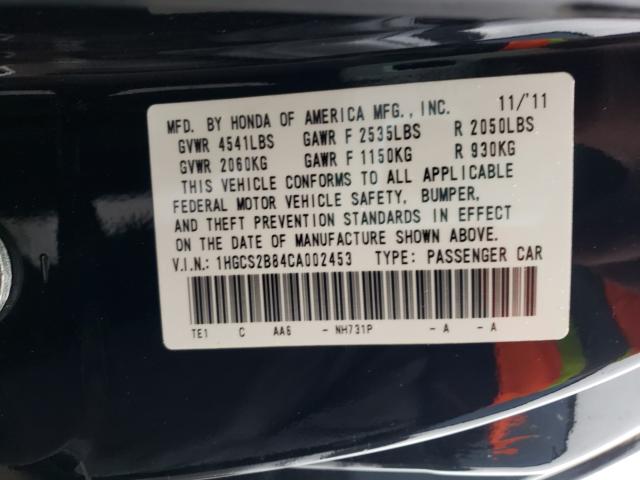 MFD. BY HONDA OF AMERICA MFG., INC. 11/'11
GVWR 4541LBS GAWR F 2535LBS R 2050LBS
GVWR 2060KG GAWR F 1150KG R 930KG
THIS VEHICLE CONFORMS TO ALL APPLICABLE
FEDERAL MOTOR VEHICLE SAFETY, BUMPER,
AND THEFT PREVENTION STANDARDS IN EFFECT
ON THE DATE OF MANUFACTURE SHOWN ABOVE.
V.I.N.: 1HGCS2B84CA002453 TYPE: PASSENGER CAR
TE1 C AA6 - NH731P - A - A